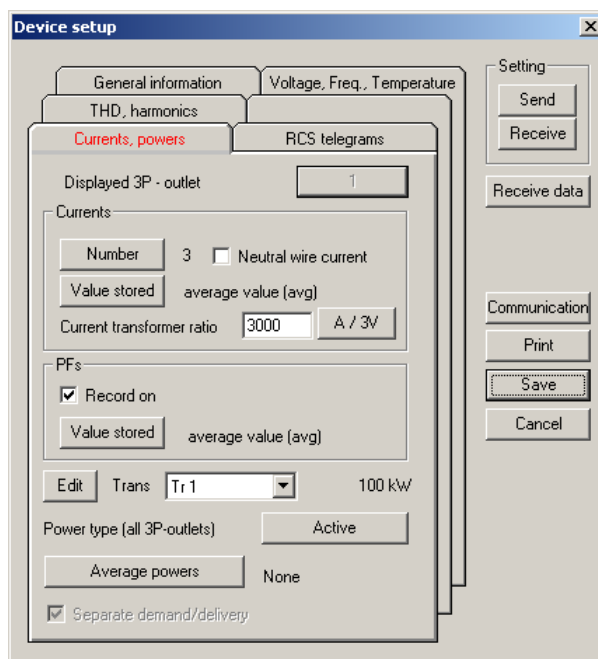 Device setup
General information
Voltage, Freq., Temperature
THD, harmonics
Currents, powers
RCS telegrams
Displayed 3P - outlet
1
Currents
Number
3
Neutral wire current
Value stored
average value (avg)
Current transformer ratio
3000
A / 3V
PFs
Record on
Value stored
average value (avg)
Edit
Trans
Tr 1
100 kW
Power type (all 3P-outlets)
Active
Average powers
None
Separate demand/delivery
Setting
Send
Receive
Receive data
Communication
Print
Save
Cancel